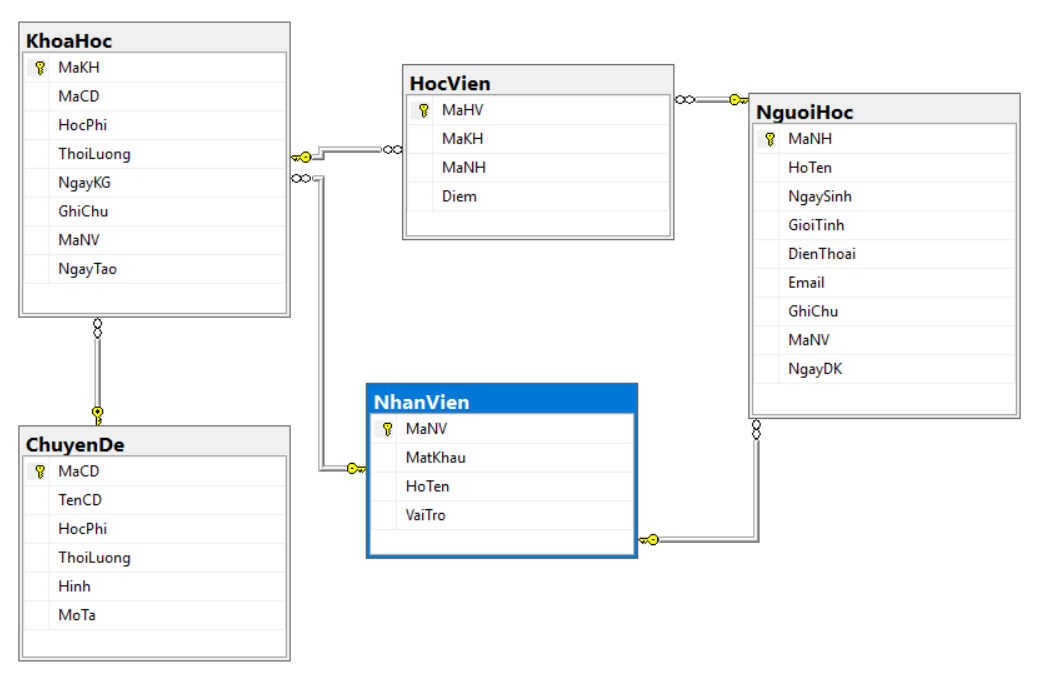 KhoaHoc
MaKH
MaCD
HocPhi
ThoiLuong
NgayKG
GhiChu
MaNV
NgayTao
HocVien
MaHV
MaKH
MaNH
Diem
NguoiHoc
MaNH
HoTen
NgaySinh
GioiTinh
DienThoai
Email
GhiChu
MaNV
NgayDK
NhanVien
MaNV
MatKhau
HoTen
VaiTro
ChuyenDe
MaCD
TenCD
HocPhi
ThoiLuong
Hinh
MoTa